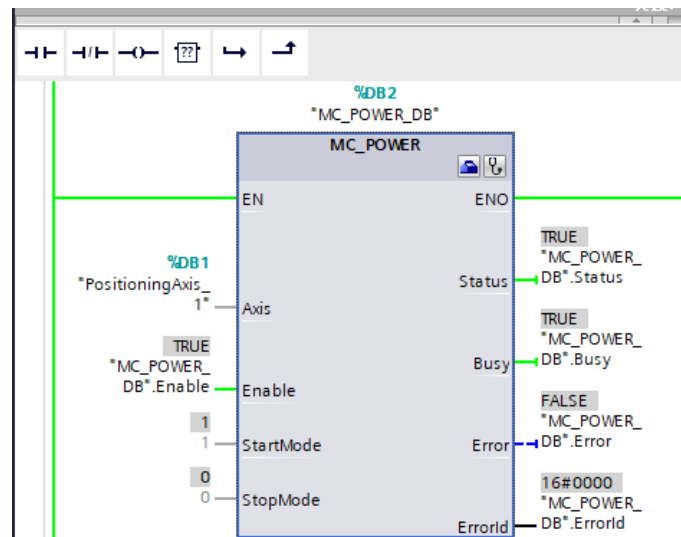 ??
%DB2
"MC_POWER_DB"
MC_POWER
EN
ENO
%DB1
"PositioningAxis_
1"
Axis
TRUE
"MC_POWER_
DB".Status
Status
TRUE
"MC_POWER_
DB".Enable
Enable
TRUE
"MC_POWER_
DB".Busy
Busy
1
1
StartMode
FALSE
"MC_POWER_
DB".Error
Error
0
0
StopMode
16#0000
"MC_POWER_
DB".ErrorId
ErrorId